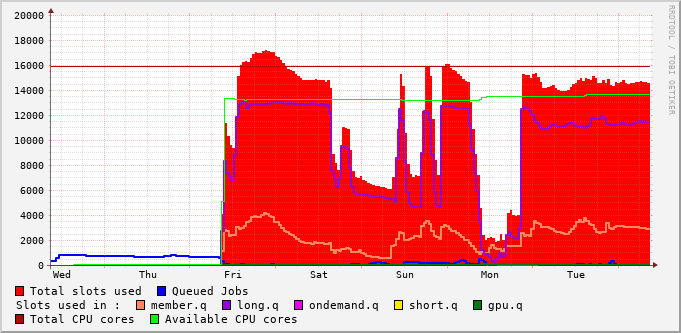 20000
18000
16000
14000
12000
10000
8000
6000
4000
2000
0
Wed Thu Fri Sat Sun Mon Tue
Total slots used Queued Jobs
Slots used in : member.q long.q ondemand.q short.q gpu.q
Total CPU cores Available CPU cores
RRDTOOL / TOBI OETIKER